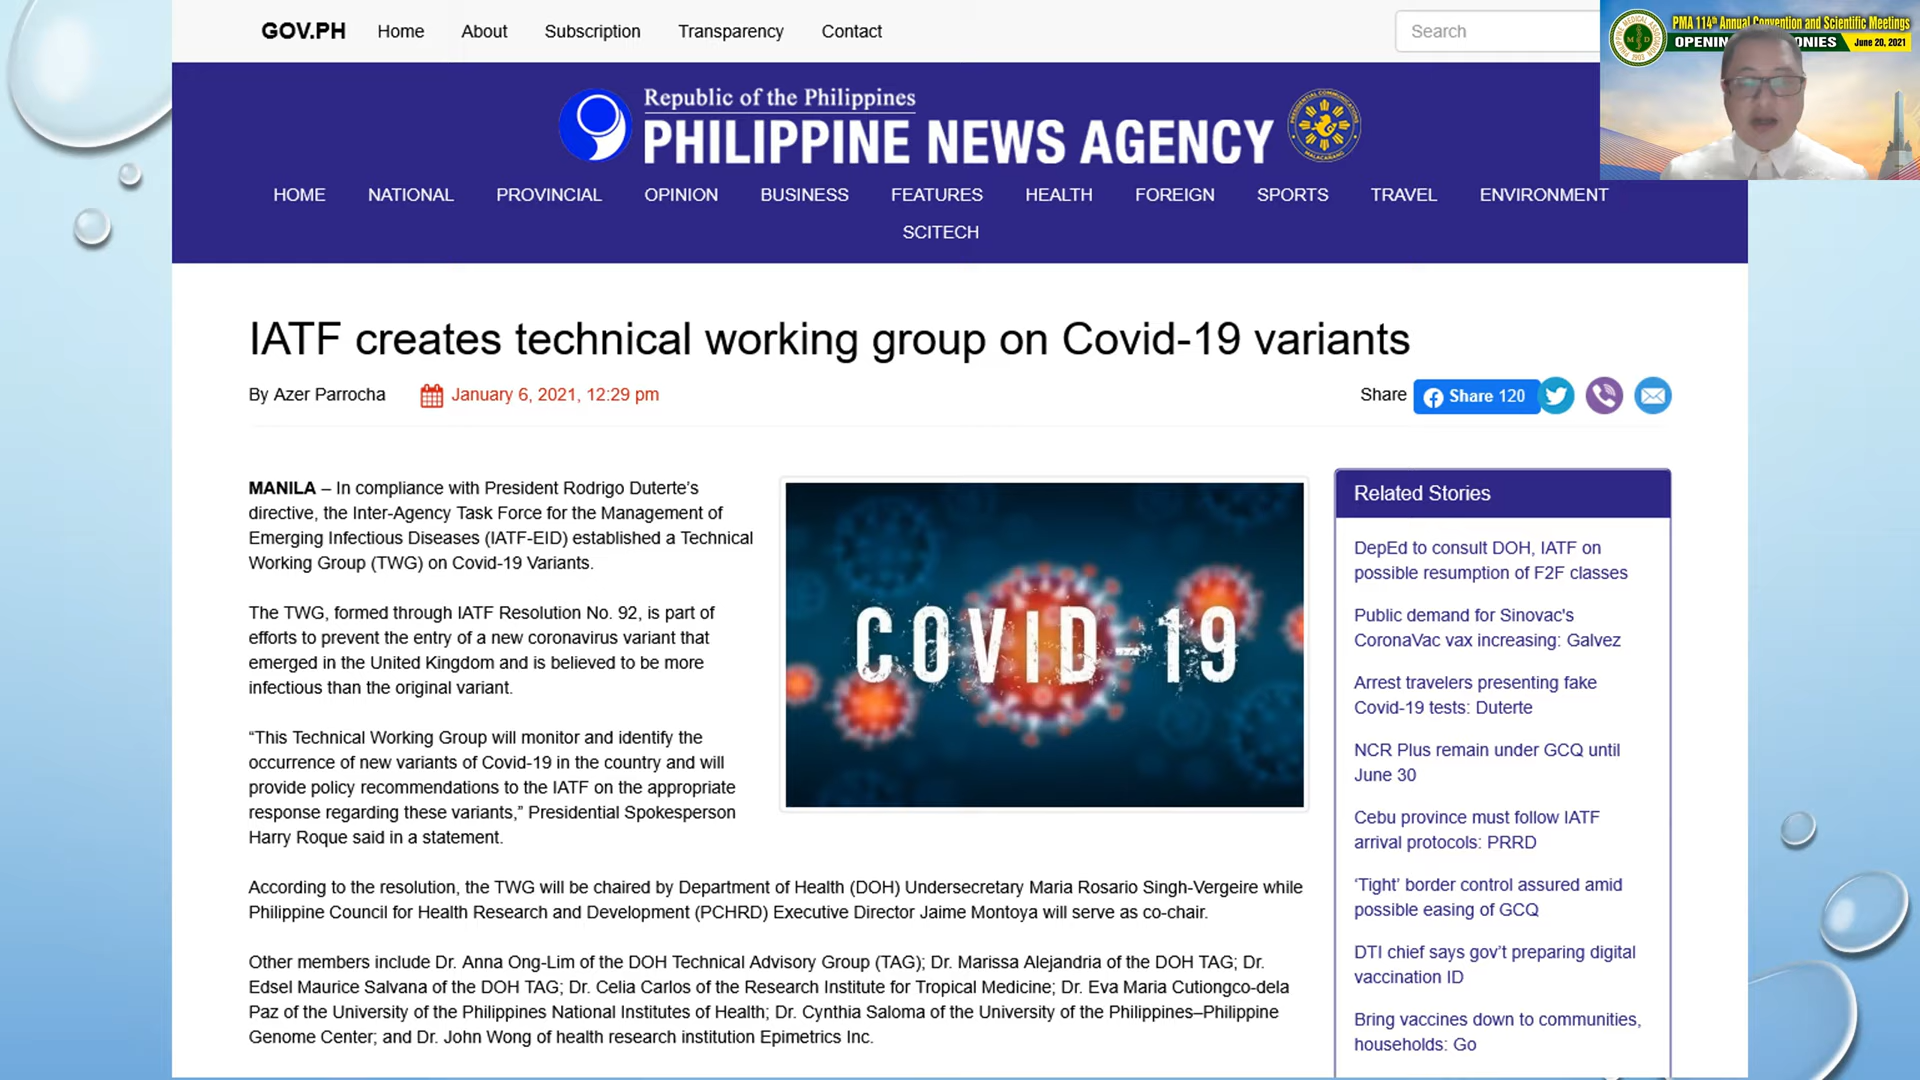 GOV.PH Home About Subscription Transparency Contact Search
PMA 114th Annual Convention and Scientific Meetings
June 20, 2021
Republic of the Philippines
PHILIPPINE NEWS AGENCY
HOME NATIONAL PROVINCIAL OPINION BUSINESS FEATURES HEALTH FOREIGN SPORTS TRAVEL ENVIRONMENT
SCITECH
IATF creates technical working group on Covid-19 variants
By Azer Parrocha January 6, 2021, 12:29 pm Share Share 120
MANILA – In compliance with President Rodrigo Duterte’s
directive, the Inter-Agency Task Force for the Management of
Emerging Infectious Diseases (IATF-EID) established a Technical
Working Group (TWG) on Covid-19 Variants.
The TWG, formed through IATF Resolution No. 92, is part of
efforts to prevent the entry of a new coronavirus variant that
emerged in the United Kingdom and is believed to be more
infectious than the original variant.
“This Technical Working Group will monitor and identify the
occurrence of new variants of Covid-19 in the country and will
provide policy recommendations to the IATF on the appropriate
response regarding these variants,” Presidential Spokesperson
Harry Roque said in a statement.
COVID-19
According to the resolution, the TWG will be chaired by Department of Health (DOH) Undersecretary Maria Rosario Singh-Vergeire while
Philippine Council for Health Research and Development (PCHRD) Executive Director Jaime Montoya will serve as co-chair.
Other members include Dr. Anna Ong-Lim of the DOH Technical Advisory Group (TAG); Dr. Marissa Alejandria of the DOH TAG; Dr.
Edsel Maurice Salvana of the DOH TAG; Dr. Celia Carlos of the Research Institute for Tropical Medicine; Dr. Eva Maria Cutiongco-dela
Paz of the University of the Philippines National Institutes of Health; Dr. Cynthia Saloma of the University of the Philippines–Philippine
Genome Center; and Dr. John Wong of health research institution Epimetrics Inc.
Related Stories
DepEd to consult DOH, IATF on
possible resumption of F2F classes
Public demand for Sinovac's
CoronaVac vax increasing: Galvez
Arrest travelers presenting fake
Covid-19 tests: Duterte
NCR Plus remain under GCQ until
June 30
Cebu province must follow IATF
arrival protocols: PRRD
‘Tight’ border control assured amid
possible easing of GCQ
DTI chief says gov’t preparing digital
vaccination ID
Bring vaccines down to communities,
households: Go